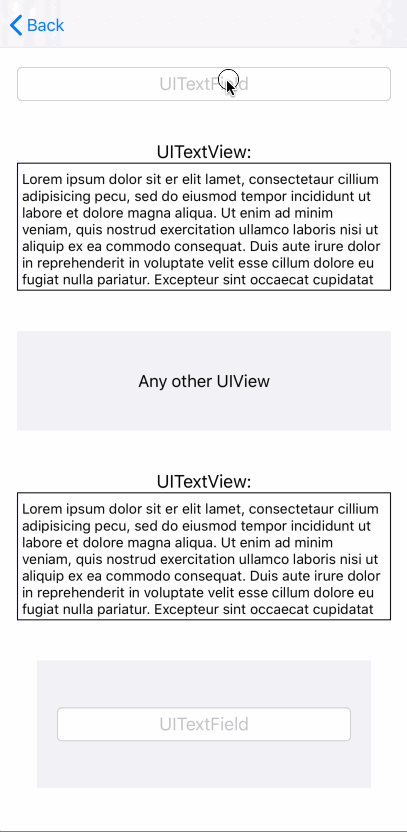 Back
UITextField
UITextView:
Lorem ipsum dolor sit er elit lamet, consectetaur cillium
adipisicing pecu, sed do eiusmod tempor incididunt ut
labore et dolore magna aliqua. Ut enim ad minim
veniam, quis nostrud exercitation ullamco laboris nisi ut
aliquip ex ea commodo consequat. Duis aute irure dolor
in reprehenderit in voluptate velit esse cillum dolore eu
fugiat nulla pariatur. Excepteur sint occaecat cupidatat
Any other UIView
UITextView:
Lorem ipsum dolor sit er elit lamet, consectetaur cillium
adipisicing pecu, sed do eiusmod tempor incididunt ut
labore et dolore magna aliqua. Ut enim ad minim
veniam, quis nostrud exercitation ullamco laboris nisi ut
aliquip ex ea commodo consequat. Duis aute irure dolor
in reprehenderit in voluptate velit esse cillum dolore eu
fugiat nulla pariatur. Excepteur sint occaecat cupidatat
UITextField